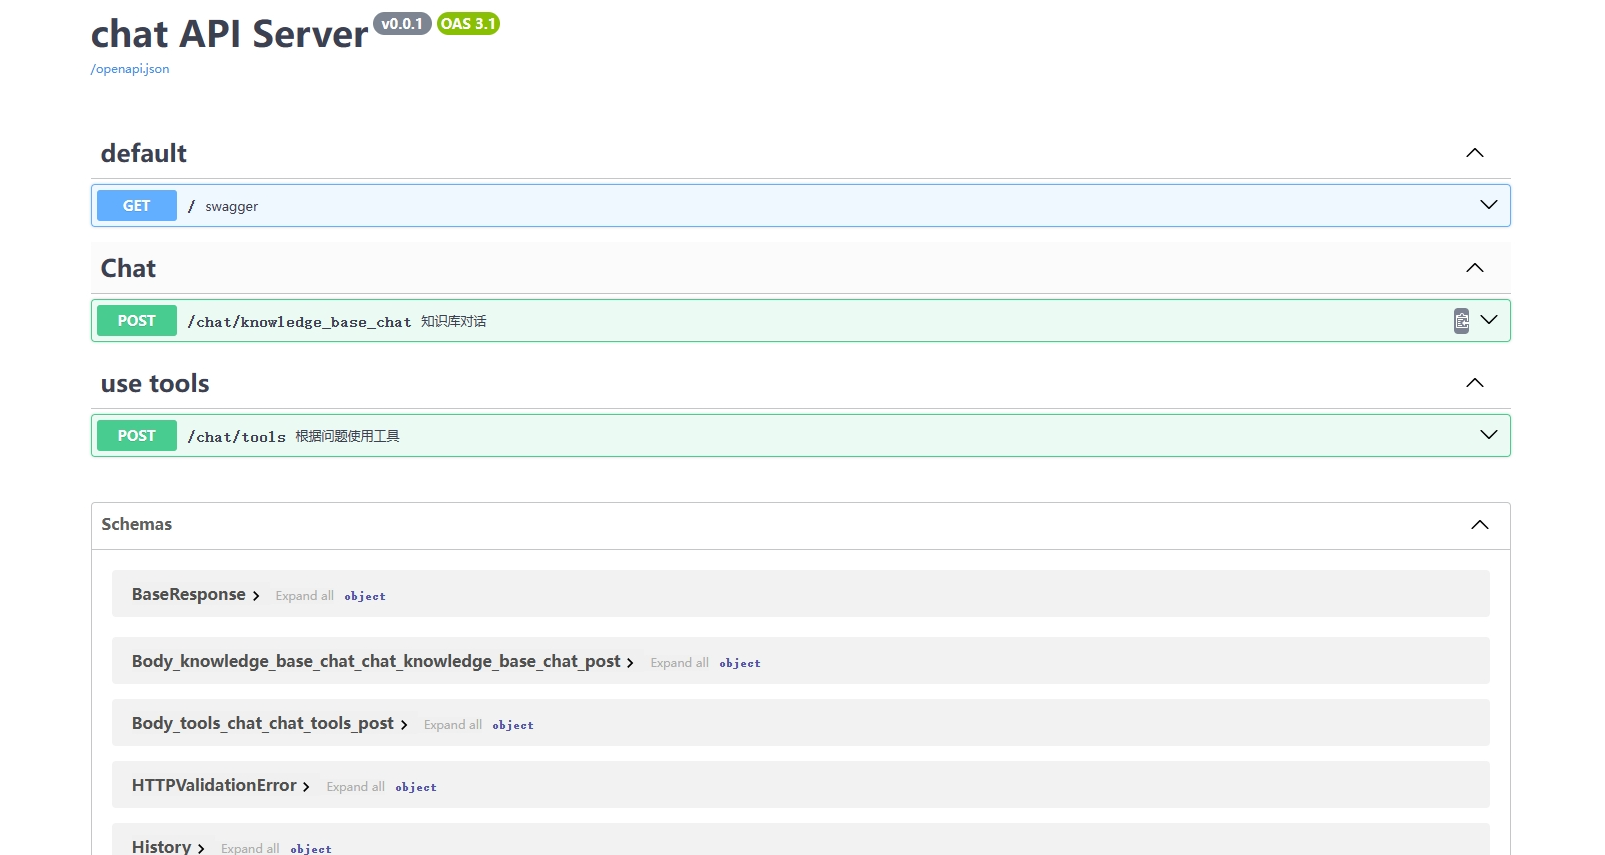 chat API Server v0.0.1 OAS 3.1
/openapi.json
default
GET / swagger
Chat
POST /chat/knowledge_base_chat 知识库对话
use tools
POST /chat/tools 根据问题使用工具
Schemas
BaseResponse Expand all object
Body_knowledge_base_chat_chat_knowledge_base_chat_post Expand all object
Body_tools_chat_chat_tools_post Expand all object
HTTPValidationError Expand all object
History Expand all object